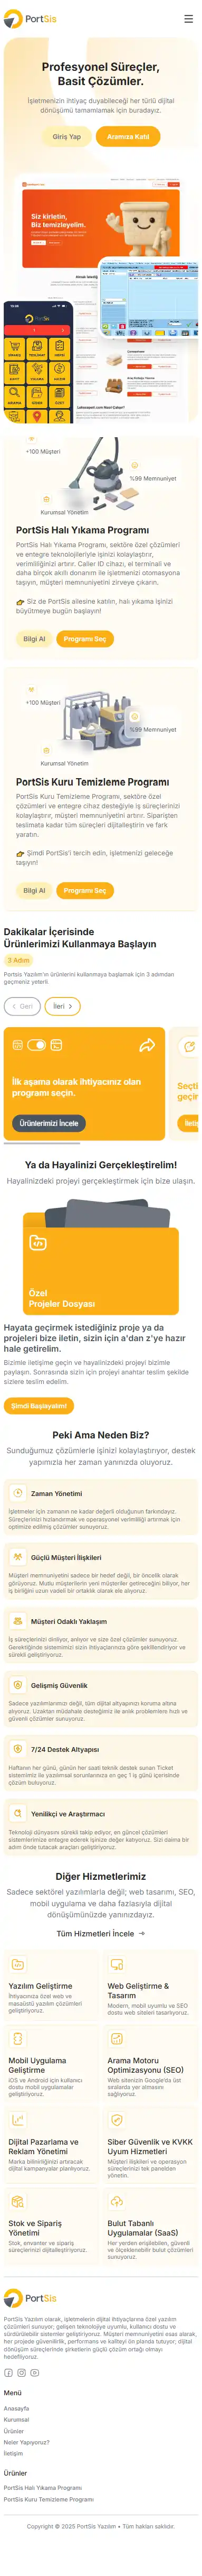 PortSis
Profesyonel Süreçler,
Basit Çözümler.
İşletmenizin ihtiyaç duyabileceği her türlü dijital
dönüşümü tamamlamak için buradayız.
Giriş Yap
Aramıza Katıl
Siz kirletin,
Biz temizleyelim.
+100 Müşteri
%99 Memnuniyet
Kurumsal Yönetim
PortSis Halı Yıkama Programı
PortSis Halı Yıkama Programı, sektöre özel çözümleri
ve entegre teknolojileriyle işinizi kolaylaştırır,
verimliliğinizi artırır. Caller ID cihazı, el terminali ve
daha birçok akıllı donanım ile işletmenizi otomasyona
taşıyın, müşteri memnuniyetini zirveye çıkarın.
👉 Siz de PortSis ailesine katılın, halı yıkama işinizi
büyütmeye bugün başlayın!
Bilgi Al
Programı Seç
+100 Müşteri
%99 Memnuniyet
Kurumsal Yönetim
PortSis Kuru Temizleme Programı
PortSis Kuru Temizleme Programı, sektöre özel
çözümleri ve entegre cihaz desteğiyle iş süreçlerinizi
kolaylaştırır, müşteri memnuniyetini artırır. Siparişten
teslimata kadar tüm süreçleri dijitalleştirir ve fark
yaratın.
👉 Şimdi PortSis'i tercih edin, işletmenizi geleceğe
taşıyın!
Bilgi Al
Programı Seç
Dakikalar İçerisinde
Ürünlerimizi Kullanmaya Başlayın
3 Adım
Portsis Yazılım'ın ürünlerini kullanmaya başlamak için 3 adımdan
geçmeniz yeterli.
Geri
İleri
İlk aşama olarak ihtiyacınız olan
programı seçin.
Ürünlerimizi İncele
Ya da Hayalinizi Gerçekleştirelim!
Hayalinizdeki projeyi gerçekleştirmek için bize ulaşın.
Özel
Projeler Dosyası
Hayata geçirmek istediğiniz proje ya da
projeleri bize iletin, sizin için a'dan z'ye hazır
hale getirelim.
Bizimle iletişime geçin ve hayalinizdeki projeyi bizimle
paylaşın. Sonrasında sizin için projeyi anahtar teslim şekilde
sizlere teslim edelim.
Şimdi Başlayalım!
Peki Ama Neden Biz?
Sunduğumuz çözümlerle işinizi kolaylaştırıyor, destek
yapımızla her zaman yanınızda oluyoruz.
Zaman Yönetimi
İşletmeler için zamanın ne kadar değerli olduğunun farkındayız.
Süreçlerinizi hızlandırmak ve operasyonel verimliliği artırmak için
optimize edilmiş çözümler sunuyoruz.
Güçlü Müşteri İlişkileri
Müşteri memnuniyetini sadece bir hedef değil, bir öncelik olarak
görüyoruz. Mutlu müşterilerin yeni müşteriler getireceğini biliyor, her
iş birliğini uzun vadeli bir ortaklık olarak ele alıyoruz.
Müşteri Odaklı Yaklaşım
İş süreçlerinizi dinliyor, anlıyor ve size özel çözümler sunuyoruz.
Gerektiğinde sisteminizi sizin ihtiyaçlarınıza göre şekillendiriyor ve
sürekli geliştiriyoruz.
Gelişmiş Güvenlik
Sadece yazılımlarınızı değil, tüm dijital altyapınızı koruma altına
alıyoruz. Uzaktan müdahale desteğimiz ile anlık problemlere hızlı ve
güvenli çözümler sunuyoruz.
7/24 Destek Altyapısı
Haftanın her günü, günün her saati teknik destek sunan Ticket
sistemimiz ile yazılımsal sorunlarınıza en geç 1 iş günü içerisinde
çözüm buluyoruz.
Yenilikçi ve Araştırmacı
Teknoloji dünyasını sürekli takip ediyor, en güncel çözümleri
sistemlerimize entegre ederek işinize değer katıyoruz. Sizi daima bir
adım önde tutacak araçları geliştiriyoruz.
Diğer Hizmetlerimiz
Sadece sektörel yazılımlarla değil; web tasarımı, SEO,
mobil uygulama ve daha fazlasıyla dijital
dönüşümünüzde yanınızdayız.
Tüm Hizmetleri İncele →
Yazılım Geliştirme
İhtiyacınıza özel web ve
masaüstü yazılım çözümleri
geliştiriyoruz.
Web Geliştirme &
Tasarım
Modern, mobil uyumlu ve SEO
dostu web siteleri tasarlıyoruz.
Mobil Uygulama
Geliştirme
iOS ve Android için kullanıcı
dostu mobil uygulamalar
geliştiriyoruz.
Arama Motoru
Optimizasyonu (SEO)
Web sitenizin Google'da üst
sıralarda yer almasını
sağlıyoruz.
Dijital Pazarlama ve
Reklam Yönetimi
Marka bilinirliğinizi artıracak
dijital kampanyalar planlıyoruz.
Siber Güvenlik ve KVKK
Uyum Hizmetleri
Müşteri ilişkileri ve operasyon
süreçlerinizi tek panelden
yönetin.
Stok ve Sipariş
Yönetimi
Stok, envanter ve sipariş
süreçlerinizi dijitalleştiriyoruz.
Bulut Tabanlı
Uygulamalar (SaaS)
Her yerden erişilebilen, güvenli
ve ölçeklenebilir bulut çözümleri
sunuyoruz.
PortSis
PortSis Yazılım olarak, işletmelerin dijital ihtiyaçlarına özel yazılım
çözümleri sunuyor; gelişen teknolojiye uyumlu, kullanıcı dostu ve
sürdürülebilir sistemler geliştiriyoruz. Müşteri memnuniyetini esas alarak,
her projede güvenilirlik, performans ve kaliteyi ön planda tutuyor; dijital
dönüşüm süreçlerinde şirketlerin güçlü çözüm ortağı olmayı
hedefliyoruz.
Menü
Anasayfa
Kurumsal
Ürünler
Neler Yapıyoruz?
İletişim
Ürünler
PortSis Halı Yıkama Programı
PortSis Kuru Temizleme Programı
Copyright © 2025 PortSis Yazılım • Tüm hakları saklıdır.